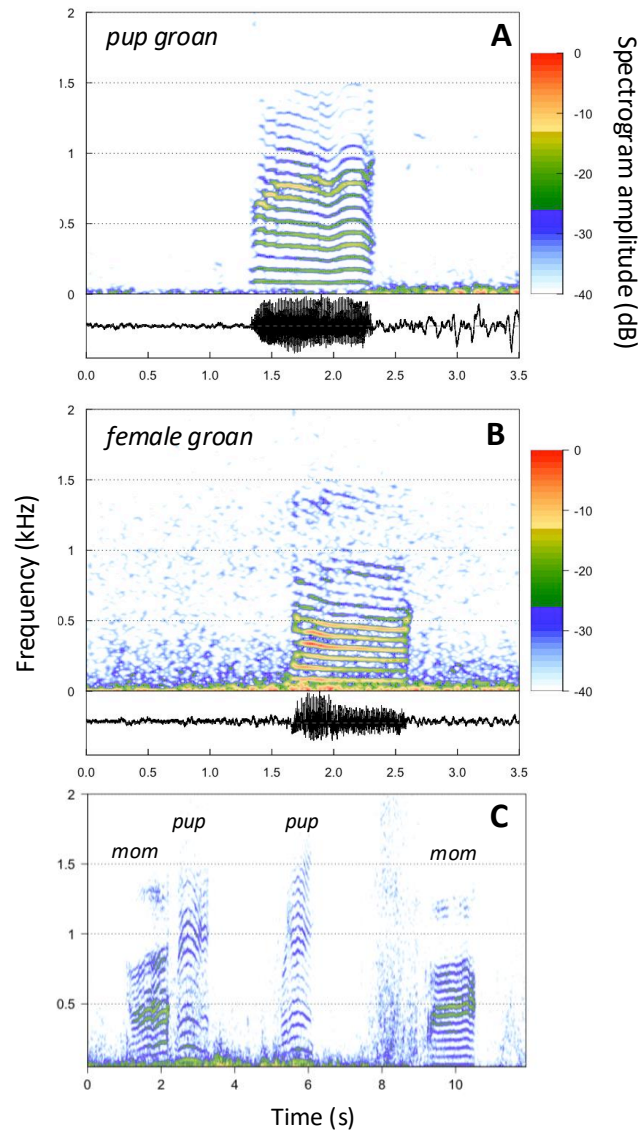 pup groan
A
2
1.5
1
0.5
0
0.0 0.5 1.0 1.5 2.0 2.5 3.0 3.5
0
-10
-20
-30
-40
Spectrogram amplitude (dB)
female groan
B
2
1.5
1
0.5
0
0.0 0.5 1.0 1.5 2.0 2.5 3.0 3.5
0
-10
-20
-30
-40
Frequency (kHz)
C
mom
pup
pup
mom
2
1.5
1
0.5
0 2 4 6 8 10
Time (s)